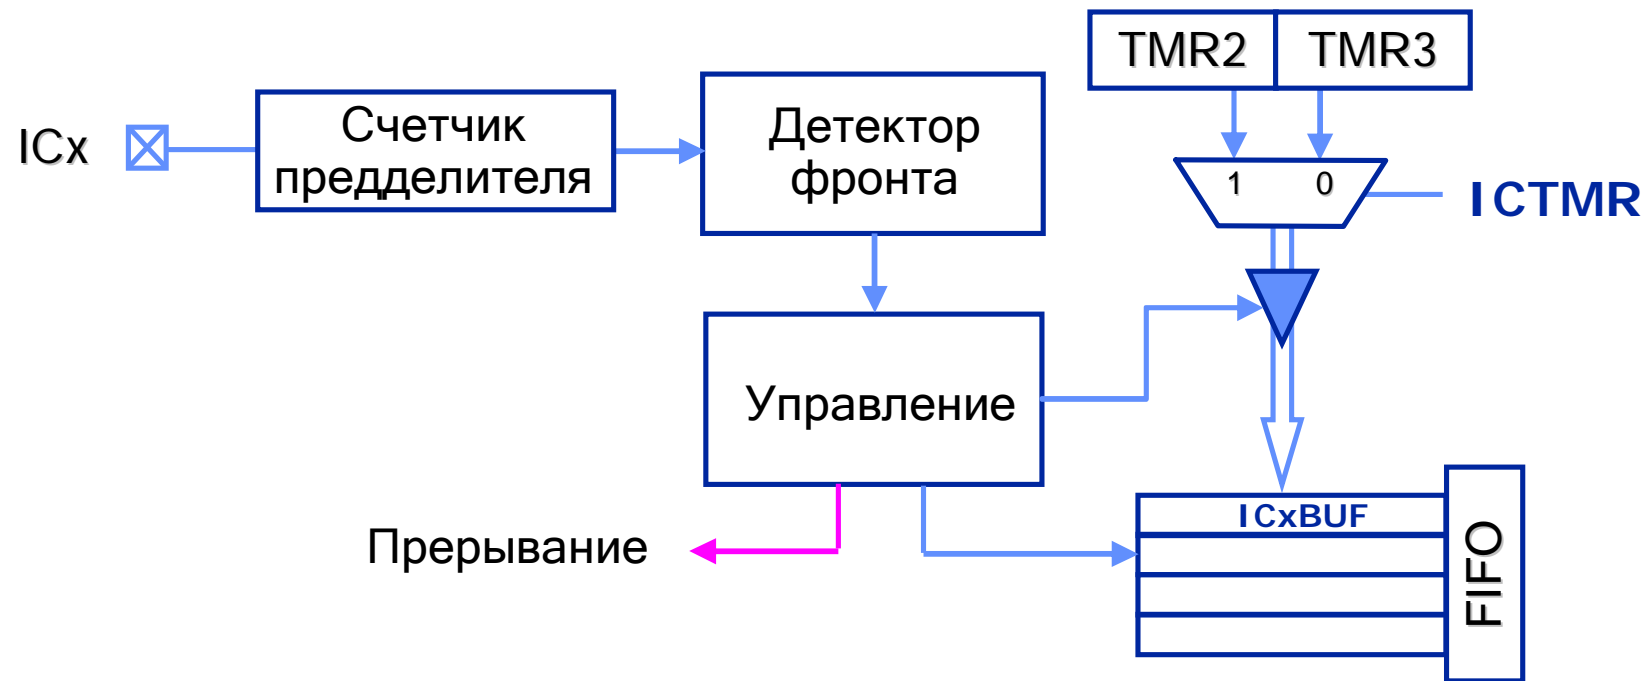 TMR2 TMR3
ICx
Счетчик
предделителя
Детектор
фронта
1 0
ICTMR
Управление
Прерывание
ICxBUF
FIFO